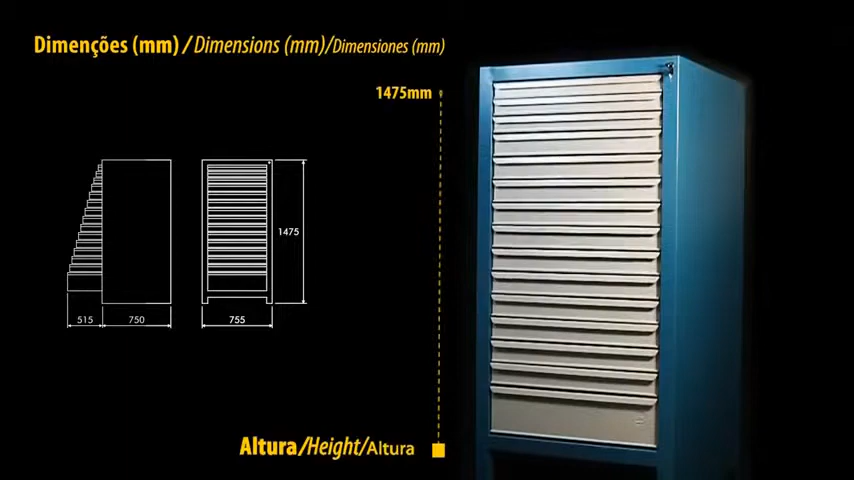 Dimenções (mm) / Dimensions (mm)/Dimensiones (mm)
1475mm
1475
515 750 755
Altura/Height/Altura